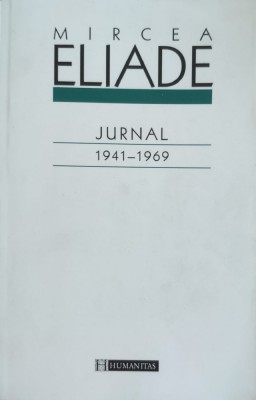 MIRCEA
ELIADE
JURNAL
1941–1969
H HUMANITAS